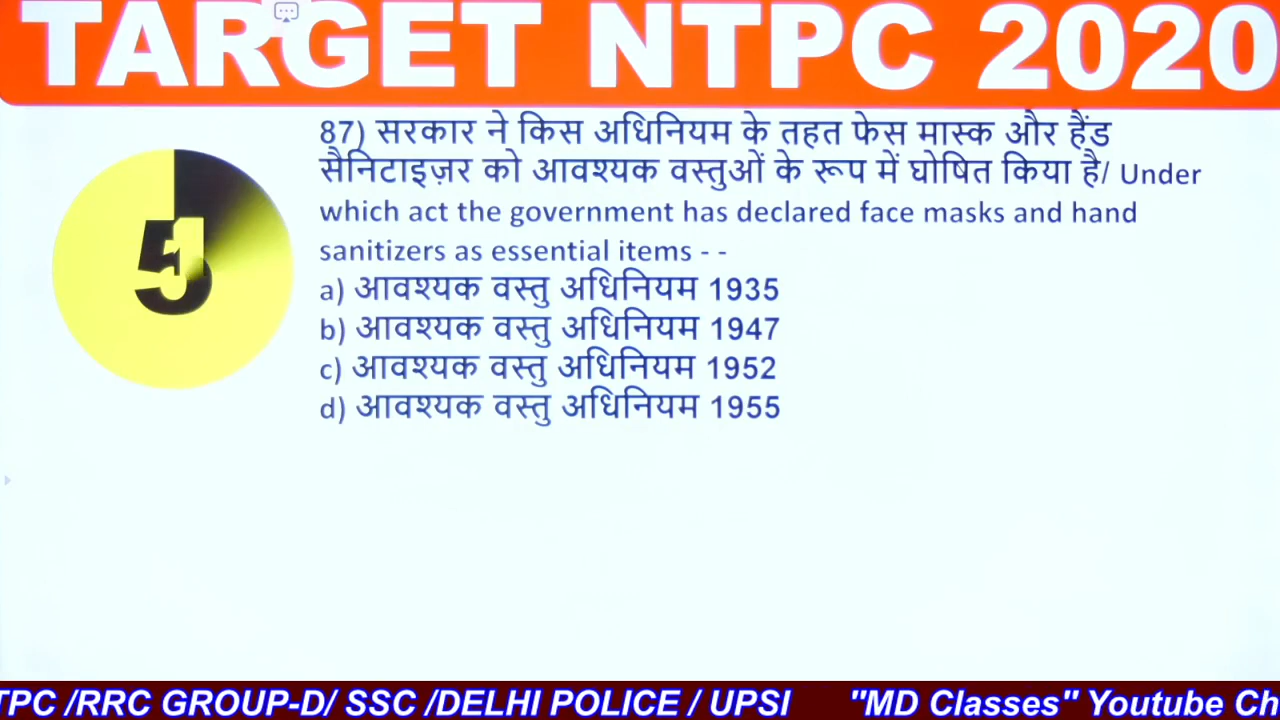 TARGET NTPC 2020
87) सरकार ने किस अधिनियम के तहत फेस मास्क और हैंड
सैनिटाइज़र को आवश्यक वस्तुओं के रूप में घोषित किया है/ Under
which act the government has declared face masks and hand
sanitizers as essential items - -
a) आवश्यक वस्तु अधिनियम 1935
b) आवश्यक वस्तु अधिनियम 1947
c) आवश्यक वस्तु अधिनियम 1952
d) आवश्यक वस्तु अधिनियम 1955
TPC /RRC GROUP-D/ SSC /DELHI POLICE / UPSI "MD Classes" Youtube Ch